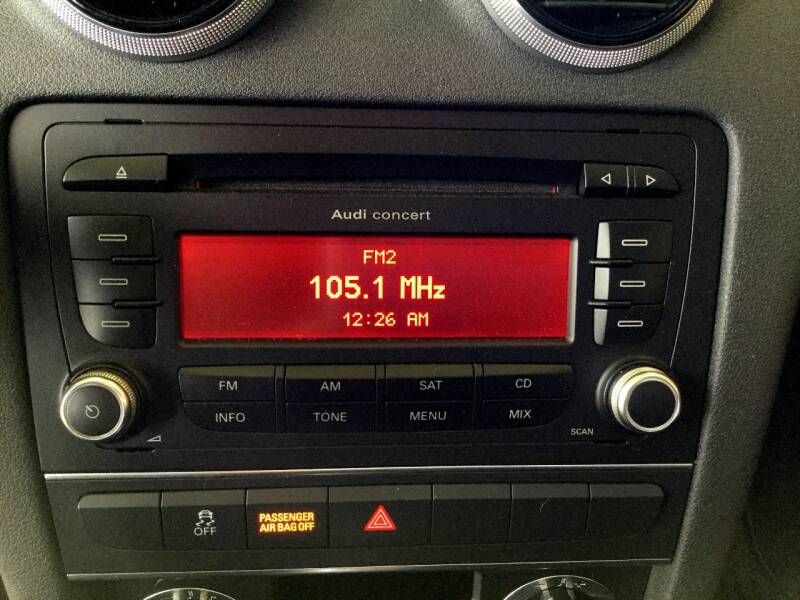 Audi concert
FM2
105.1 MHz
12:26 AM
FM AM SAT CD
INFO TONE MENU MIX
SCAN
OFF
PASSENGER
AIR BAG OFF